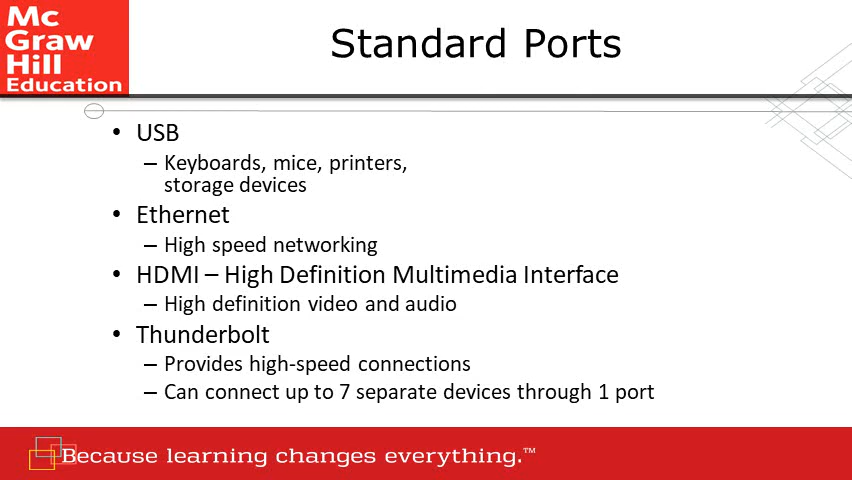 Mc
Graw
Hill
Education
Standard Ports
• USB
– Keyboards, mice, printers,
storage devices
• Ethernet
– High speed networking
• HDMI – High Definition Multimedia Interface
– High definition video and audio
• Thunderbolt
– Provides high-speed connections
– Can connect up to 7 separate devices through 1 port
Because learning changes everything.™